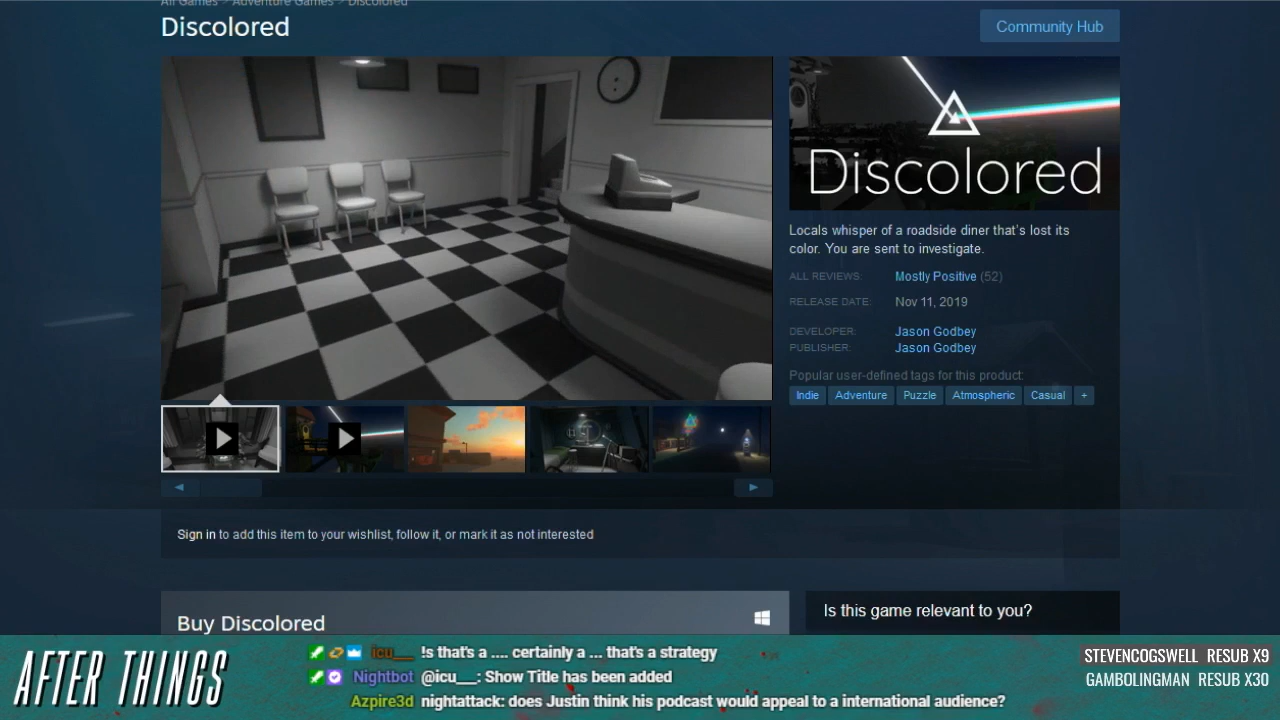 All Games > Adventure Games > Discolored
Discolored
Community Hub
Discolored
Locals whisper of a roadside diner that's lost its
color. You are sent to investigate.
ALL REVIEWS: Mostly Positive (52)
RELEASE DATE: Nov 11, 2019
DEVELOPER: Jason Godbey
PUBLISHER: Jason Godbey
Popular user-defined tags for this product:
Indie Adventure Puzzle Atmospheric Casual +
Sign in to add this item to your wishlist, follow it, or mark it as not interested
Buy Discolored
Is this game relevant to you?
AFTER THINGS
icu__ !s that's a .... certainly a ... that's a strategy
Nightbot @icu__: Show Title has been added
Azpire3d nightattack: does Justin think his podcast would appeal to a international audience?
STEVENCOGSWELL RESUB X9
GAMBOLINGMAN RESUB X30